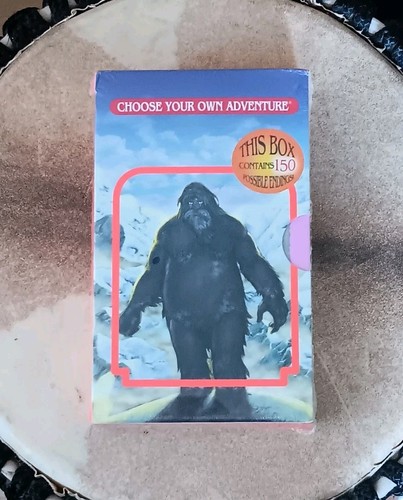 CHOOSE YOUR OWN ADVENTURE®
THIS BOX
CONTAINS 150
POSSIBLE ENDINGS!